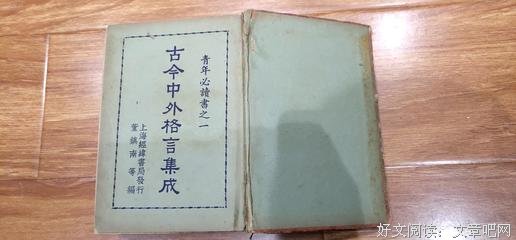 青年必讀書之一
古今中外格言集成
上海經緯書局發行
董鎮南等編
好文阅读：文章吧网